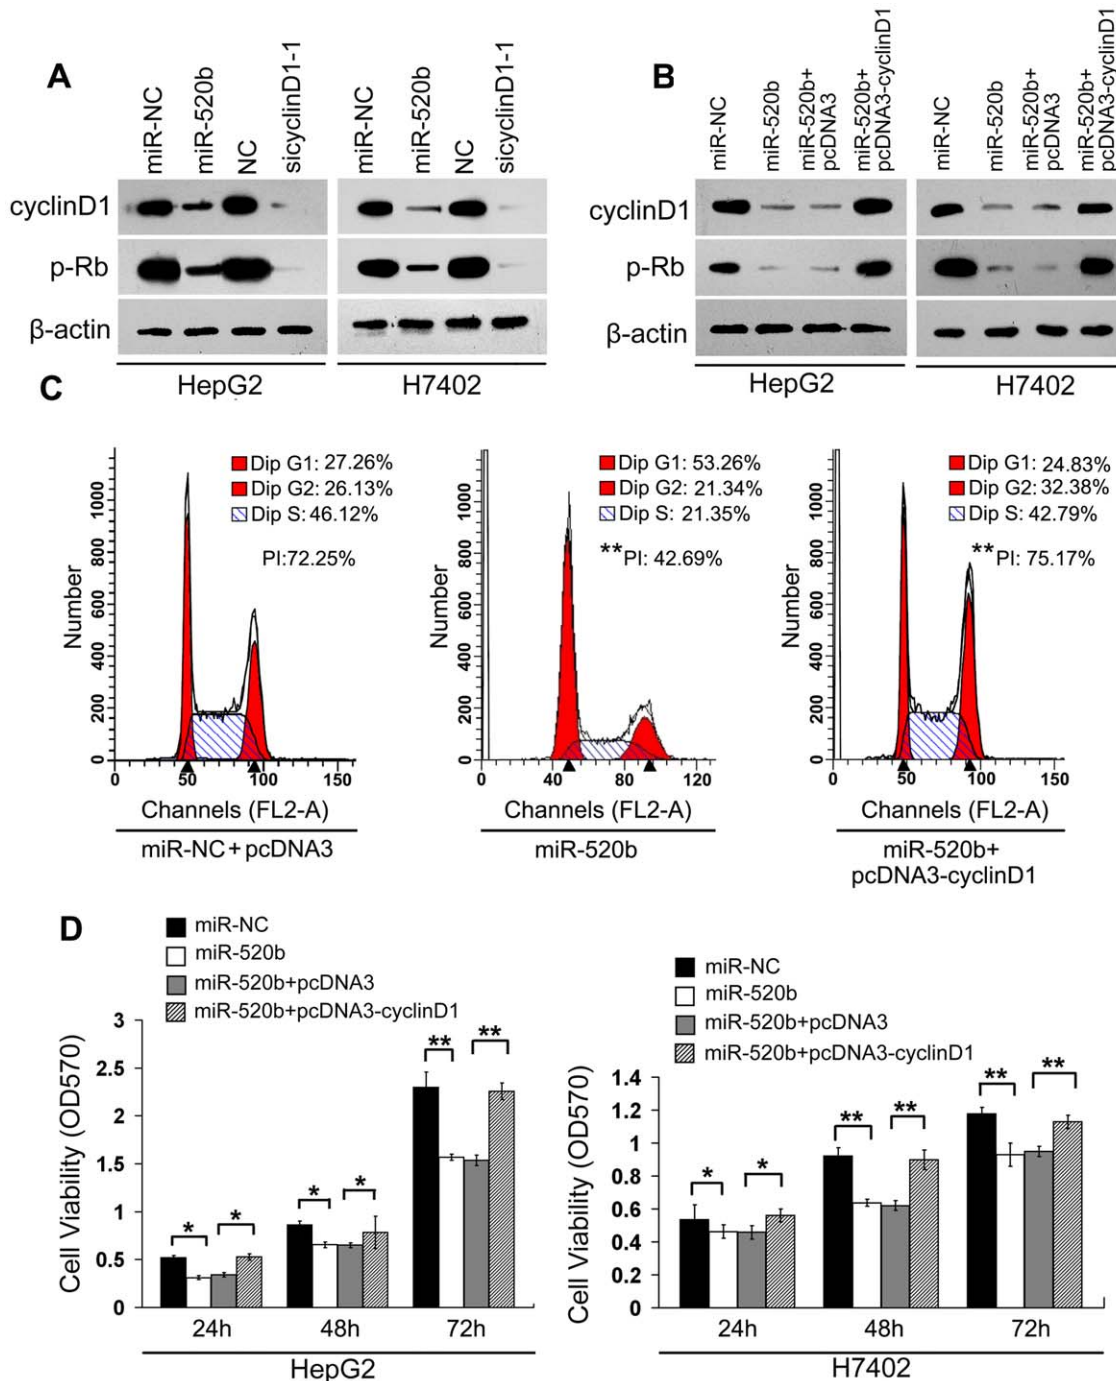 A
miR-NC
miR-520b
NC
sicyclinD1-1
miR-NC
miR-520b
NC
sicyclinD1-1
cyclinD1
p-Rb
β-actin
HepG2
H7402
B
miR-NC
miR-520b
miR-520b+
pcDNA3
miR-520b+
pcDNA3-cyclinD1
miR-NC
miR-520b
miR-520b+
pcDNA3
miR-520b+
pcDNA3-cyclinD1
cyclinD1
p-Rb
β-actin
HepG2
H7402
C
Dip G1: 27.26%
Dip G2: 26.13%
Dip S: 46.12%
PI:72.25%
Number
1000
800
600
400
200
0
0 50 100 150
Channels (FL2-A)
miR-NC+pcDNA3
Dip G1: 53.26%
Dip G2: 21.34%
Dip S: 21.35%
**PI: 42.69%
Number
1000
800
600
400
200
0
0 40 80 120
Channels (FL2-A)
miR-520b
Dip G1: 24.83%
Dip G2: 32.38%
Dip S: 42.79%
** PI: 75.17%
Number
1000
800
600
400
200
0
0 50 100 150
Channels (FL2-A)
miR-520b+
pcDNA3-cyclinD1
D
miR-NC
miR-520b
miR-520b+pcDNA3
miR-520b+pcDNA3-cyclinD1
Cell Viability (OD570)
3
2.5
2
1.5
1
0.5
0
* * * * ** **
24h 48h 72h
HepG2
miR-NC
miR-520b
miR-520b+pcDNA3
miR-520b+pcDNA3-cyclinD1
Cell Viability (OD570)
1.4
1.2
1
0.8
0.6
0.4
0.2
0
* * ** ** ** **
24h 48h 72h
H7402